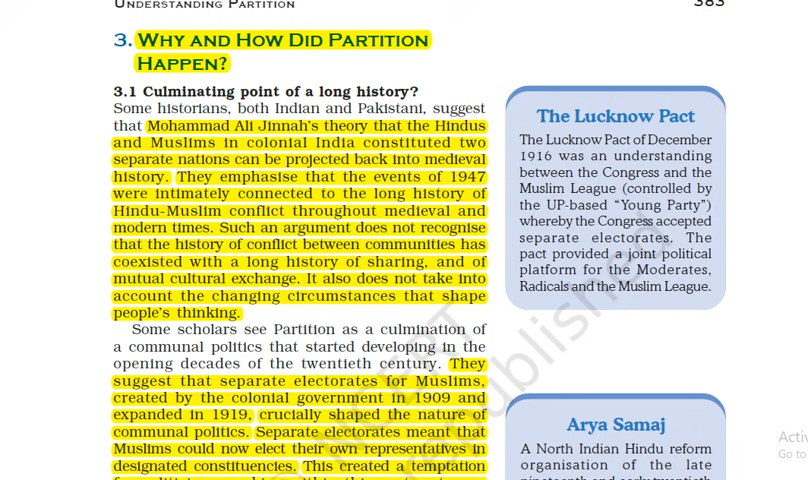 UNDERSTANDING PARTITION
383
3. WHY AND HOW DID PARTITION
HAPPEN?
3.1 Culminating point of a long history?
Some historians, both Indian and Pakistani, suggest
that Mohammad Ali Jinnah's theory that the Hindus
and Muslims in colonial India constituted two
separate nations can be projected back into medieval
history. They emphasise that the events of 1947
were intimately connected to the long history of
Hindu-Muslim conflict throughout medieval and
modern times. Such an argument does not recognise
that the history of conflict between communities has
coexisted with a long history of sharing, and of
mutual cultural exchange. It also does not take into
account the changing circumstances that shape
people's thinking.
Some scholars see Partition as a culmination of
a communal politics that started developing in the
opening decades of the twentieth century. They
suggest that separate electorates for Muslims,
created by the colonial government in 1909 and
expanded in 1919, crucially shaped the nature of
communal politics. Separate electorates meant that
Muslims could now elect their own representatives in
designated constituencies. This created a temptation
The Lucknow Pact
The Lucknow Pact of December
1916 was an understanding
between the Congress and the
Muslim League (controlled by
the UP-based "Young Party")
whereby the Congress accepted
separate electorates. The
pact provided a joint political
platform for the Moderates,
Radicals and the Muslim League.
Arya Samaj
A North Indian Hindu reform
organisation of the late
nineteenth and early twentieth
NCERT
republished
Activ
Go to